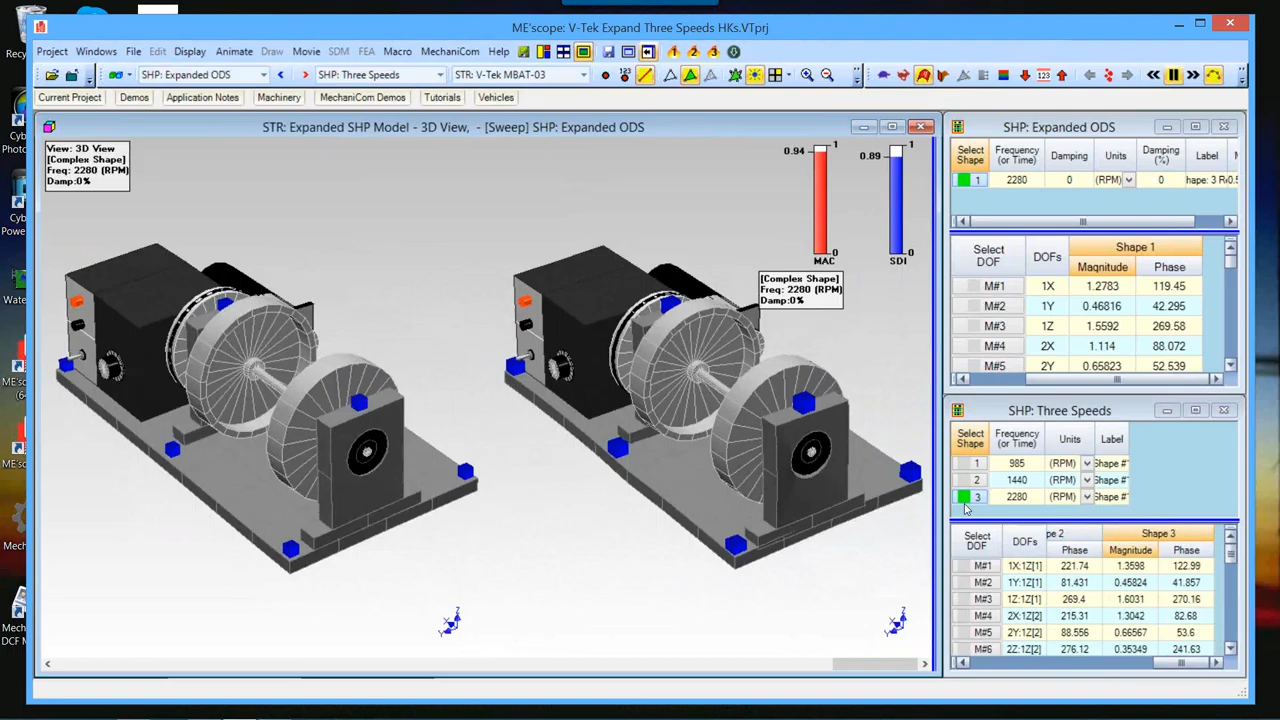 ME'scope: V-Tek Expand Three Speeds HKs.VTprj
Project Windows File Edit Display Animate Draw Movie SDM FEA Macro MechaniCom Help
SHP: Expanded ODS SHP: Three Speeds STR: V-Tek MBAT-03
Current Project Demos Application Notes Machinery MechaniCom Demos Tutorials Vehicles
STR: Expanded SHP Model - 3D View, - [Sweep] SHP: Expanded ODS
View: 3D View
[Complex Shape]
Freq: 2280 (RPM)
Damp:0%
0.94 1
0
MAC
0.89 1
0
SDI
[Complex Shape]
Freq: 2280 (RPM)
Damp:0%
SHP: Expanded ODS
Select Shape Frequency (or Time) Damping Units Damping (%) Label
1 2280 0 (RPM) 0
Select DOF DOFs Shape 1
Magnitude Phase
M#1 1X 1.2783 119.45
M#2 1Y 0.46816 42.295
M#3 1Z 1.5592 269.58
M#4 2X 1.114 88.072
M#5 2Y 0.65823 52.539
SHP: Three Speeds
Select Shape Frequency (or Time) Units Label
1 985 (RPM) Shape #
2 1440 (RPM) Shape #
3 2280 (RPM) Shape #
Select DOF DOFs pe 2 Shape 3
Phase Magnitude Phase
M#1 1X:1Z[1] 221.74 1.3598 122.99
M#2 1Y:1Z[1] 81.431 0.45824 41.857
M#3 1Z:1Z[1] 269.4 1.6031 270.16
M#4 2X:1Z[2] 215.31 1.3042 82.68
M#5 2Y:1Z[2] 88.556 0.66567 53.6
M#6 2Z:1Z[2] 276.12 0.35349 241.63